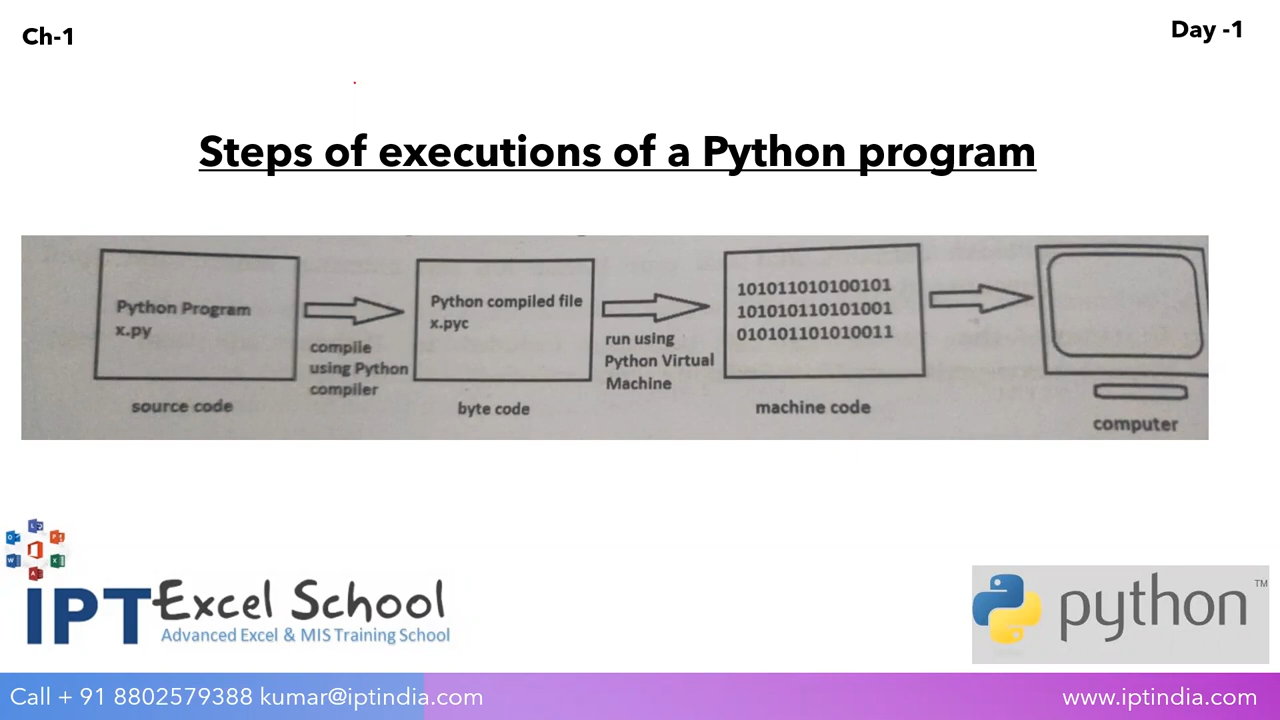 Ch-1
Day -1
Steps of executions of a Python program
Python Program
x.py
source code
compile
using Python
compiler
Python compiled file
x.pyc
byte code
run using
Python Virtual
Machine
101011010100101
101010110101001
010101101010011
machine code
computer
IPT Excel School
Advanced Excel & MIS Training School
python TM
Call + 91 8802579388 kumar@iptindia.com
www.iptindia.com